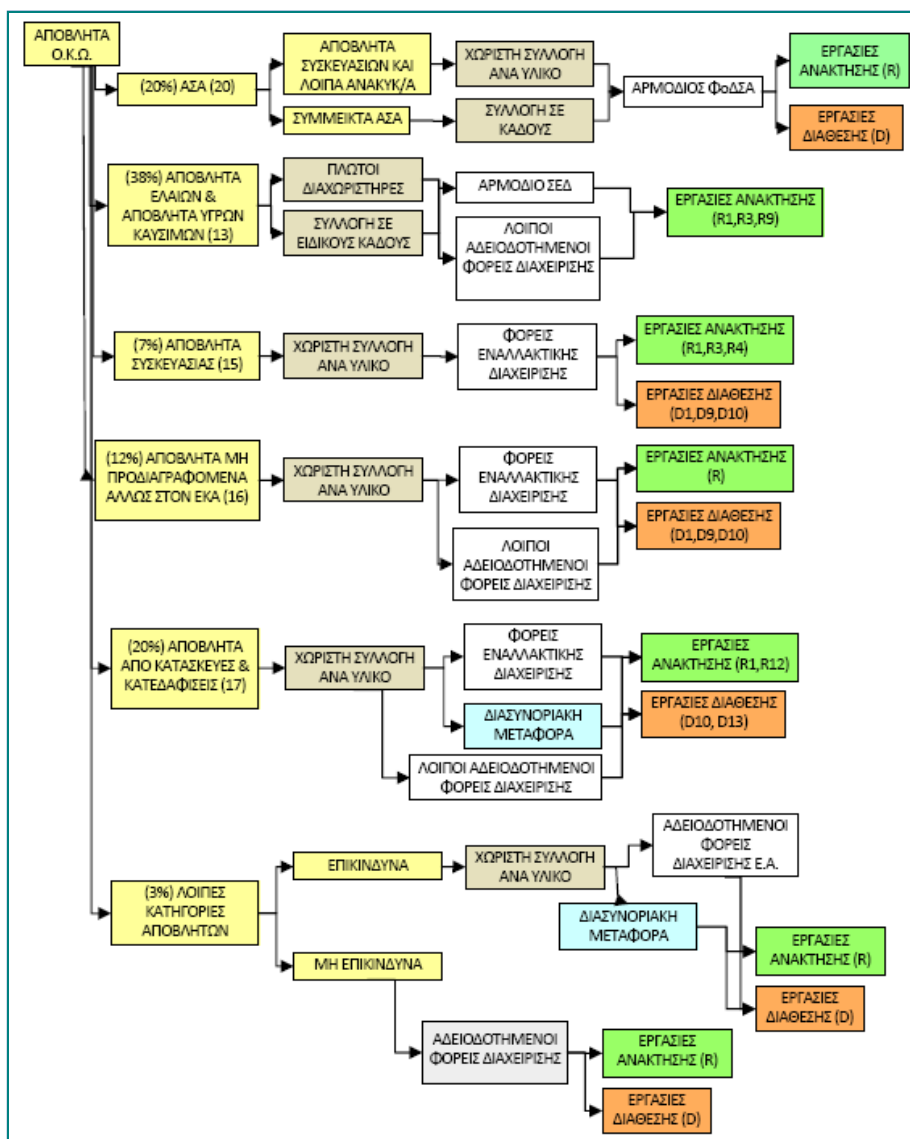 ΑΠΟΒΛΗΤΑ
Ο.Κ.Ω.
(20%) ΑΣΑ (20)
ΑΠΟΒΛΗΤΑ
ΣΥΣΚΕΥΑΣΙΩΝ ΚΑΙ
ΛΟΙΠΑ ΑΝΑΚΥΚ/Α
ΣΥΜΜΕΙΚΤΑ ΑΣΑ
ΧΩΡΙΣΤΗ ΣΥΛΛΟΓΗ
ΑΝΑ ΥΛΙΚΟ
ΣΥΛΛΟΓΗ ΣΕ
ΚΑΔΟΥΣ
ΑΡΜΟΔΙΟΣ ΦοΔΣΑ
ΕΡΓΑΣΙΕΣ
ΑΝΑΚΤΗΣΗΣ (R)
ΕΡΓΑΣΙΕΣ
ΔΙΑΘΕΣΗΣ (D)
(38%) ΑΠΟΒΛΗΤΑ
ΕΛΑΙΩΝ &
ΑΠΟΒΛΗΤΑ ΥΓΡΩΝ
ΚΑΥΣΙΜΩΝ (13)
ΠΛΩΤΟΙ
ΔΙΑΧΩΡΙΣΤΗΡΕΣ
ΣΥΛΛΟΓΗ ΣΕ
ΕΙΔΙΚΟΥΣ ΚΑΔΟΥΣ
ΑΡΜΟΔΙΟ ΣΕΔ
ΛΟΙΠΟΙ
ΑΔΕΙΟΔΟΤΗΜΕΝΟΙ
ΦΟΡΕΙΣ ΔΙΑΧΕΙΡΙΣΗΣ
ΕΡΓΑΣΙΕΣ ΑΝΑΚΤΗΣΗΣ
(R1,R3,R9)
(7%) ΑΠΟΒΛΗΤΑ
ΣΥΣΚΕΥΑΣΙΑΣ (15)
ΧΩΡΙΣΤΗ ΣΥΛΛΟΓΗ
ΑΝΑ ΥΛΙΚΟ
ΦΟΡΕΙΣ
ΕΝΑΛΛΑΚΤΙΚΗΣ
ΔΙΑΧΕΙΡΙΣΗΣ
ΕΡΓΑΣΙΕΣ ΑΝΑΚΤΗΣΗΣ
(R1,R3,R4)
ΕΡΓΑΣΙΕΣ ΔΙΑΘΕΣΗΣ
(D1,D9,D10)
(12%) ΑΠΟΒΛΗΤΑ ΜΗ
ΠΡΟΔΙΑΓΡΑΦΟΜΕΝΑ
ΑΛΛΩΣ ΣΤΟΝ ΕΚΑ (16)
ΧΩΡΙΣΤΗ ΣΥΛΛΟΓΗ
ΑΝΑ ΥΛΙΚΟ
ΦΟΡΕΙΣ
ΕΝΑΛΛΑΚΤΙΚΗΣ
ΔΙΑΧΕΙΡΙΣΗΣ
ΛΟΙΠΟΙ
ΑΔΕΙΟΔΟΤΗΜΕΝΟΙ
ΦΟΡΕΙΣ ΔΙΑΧΕΙΡΙΣΗΣ
ΕΡΓΑΣΙΕΣ ΑΝΑΚΤΗΣΗΣ
(R)
ΕΡΓΑΣΙΕΣ ΔΙΑΘΕΣΗΣ
(D1,D9,D10)
(20%) ΑΠΟΒΛΗΤΑ
ΑΠΟ ΚΑΤΑΣΚΕΥΕΣ &
ΚΑΤΕΔΑΦΙΣΕΙΣ (17)
ΧΩΡΙΣΤΗ ΣΥΛΛΟΓΗ
ΑΝΑ ΥΛΙΚΟ
ΦΟΡΕΙΣ
ΕΝΑΛΛΑΚΤΙΚΗΣ
ΔΙΑΧΕΙΡΙΣΗΣ
ΔΙΑΣΥΝΟΡΙΑΚΗ
ΜΕΤΑΦΟΡΑ
ΛΟΙΠΟΙ ΑΔΕΙΟΔΟΤΗΜΕΝΟΙ
ΦΟΡΕΙΣ ΔΙΑΧΕΙΡΙΣΗΣ
ΕΡΓΑΣΙΕΣ
ΑΝΑΚΤΗΣΗΣ (R1,R12)
ΕΡΓΑΣΙΕΣ ΔΙΑΘΕΣΗΣ
(D10, D13)
(3%) ΛΟΙΠΕΣ
ΚΑΤΗΓΟΡΙΕΣ
ΑΠΟΒΛΗΤΩΝ
ΕΠΙΚΙΝΔΥΝΑ
ΧΩΡΙΣΤΗ ΣΥΛΛΟΓΗ
ΑΝΑ ΥΛΙΚΟ
ΑΔΕΙΟΔΟΤΗΜΕΝΟΙ
ΦΟΡΕΙΣ
ΔΙΑΧΕΙΡΙΣΗΣ Ε.Α.
ΔΙΑΣΥΝΟΡΙΑΚΗ
ΜΕΤΑΦΟΡΑ
ΕΡΓΑΣΙΕΣ
ΑΝΑΚΤΗΣΗΣ (R)
ΕΡΓΑΣΙΕΣ
ΔΙΑΘΕΣΗΣ (D)
ΜΗ ΕΠΙΚΙΝΔΥΝΑ
ΑΔΕΙΟΔΟΤΗΜΕΝΟΙ
ΦΟΡΕΙΣ ΔΙΑΧΕΙΡΙΣΗΣ
ΕΡΓΑΣΙΕΣ
ΑΝΑΚΤΗΣΗΣ (R)
ΕΡΓΑΣΙΕΣ
ΔΙΑΘΕΣΗΣ (D)